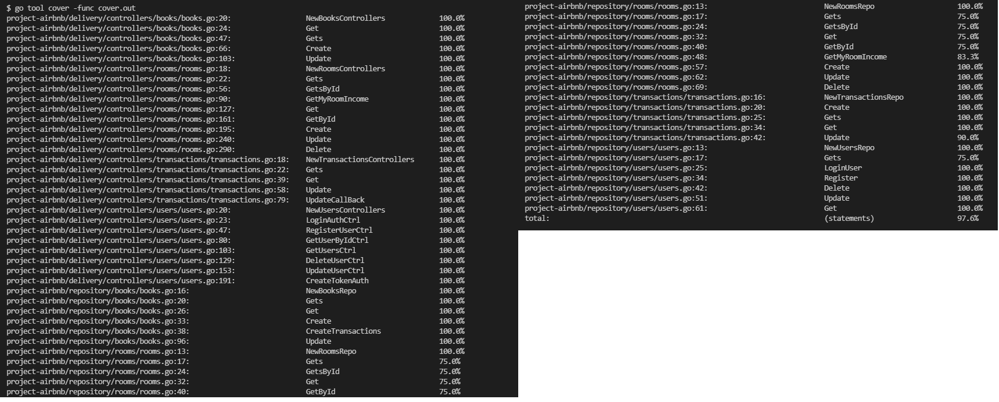 $ go tool cover -func cover.out
project-airbnb/delivery/controllers/books/books.go:20: NewBooksControllers 100.0%
project-airbnb/delivery/controllers/books/books.go:24: Get 100.0%
project-airbnb/delivery/controllers/books/books.go:47: Gets 100.0%
project-airbnb/delivery/controllers/books/books.go:66: Create 100.0%
project-airbnb/delivery/controllers/books/books.go:103: Update 100.0%
project-airbnb/delivery/controllers/rooms/rooms.go:18: NewRoomsControllers 100.0%
project-airbnb/delivery/controllers/rooms/rooms.go:22: Gets 100.0%
project-airbnb/delivery/controllers/rooms/rooms.go:56: GetsById 100.0%
project-airbnb/delivery/controllers/rooms/rooms.go:90: GetMyRoomIncome 100.0%
project-airbnb/delivery/controllers/rooms/rooms.go:127: Get 100.0%
project-airbnb/delivery/controllers/rooms/rooms.go:161: GetById 100.0%
project-airbnb/delivery/controllers/rooms/rooms.go:195: Create 100.0%
project-airbnb/delivery/controllers/rooms/rooms.go:240: Update 100.0%
project-airbnb/delivery/controllers/rooms/rooms.go:290: Delete 100.0%
project-airbnb/delivery/controllers/transactions/transactions.go:18: NewTransactionsControllers 100.0%
project-airbnb/delivery/controllers/transactions/transactions.go:22: Gets 100.0%
project-airbnb/delivery/controllers/transactions/transactions.go:39: Get 100.0%
project-airbnb/delivery/controllers/transactions/transactions.go:58: Update 100.0%
project-airbnb/delivery/controllers/transactions/transactions.go:79: UpdateCallBack 100.0%
project-airbnb/delivery/controllers/users/users.go:20: NewUsersControllers 100.0%
project-airbnb/delivery/controllers/users/users.go:23: LoginAuthCtrl 100.0%
project-airbnb/delivery/controllers/users/users.go:47: RegisterUserCtrl 100.0%
project-airbnb/delivery/controllers/users/users.go:80: GetUserByIdCtrl 100.0%
project-airbnb/delivery/controllers/users/users.go:103: GetUsersCtrl 100.0%
project-airbnb/delivery/controllers/users/users.go:129: DeleteUserCtrl 100.0%
project-airbnb/delivery/controllers/users/users.go:153: UpdateUserCtrl 100.0%
project-airbnb/delivery/controllers/users/users.go:191: CreateTokenAuth 100.0%
project-airbnb/repository/books/books.go:16: NewBooksRepo 100.0%
project-airbnb/repository/books/books.go:20: Gets 100.0%
project-airbnb/repository/books/books.go:26: Get 100.0%
project-airbnb/repository/books/books.go:33: Create 100.0%
project-airbnb/repository/books/books.go:38: CreateTransactions 100.0%
project-airbnb/repository/books/books.go:96: Update 100.0%
project-airbnb/repository/rooms/rooms.go:13: NewRoomsRepo 100.0%
project-airbnb/repository/rooms/rooms.go:17: Gets 75.0%
project-airbnb/repository/rooms/rooms.go:24: GetsById 75.0%
project-airbnb/repository/rooms/rooms.go:32: Get 75.0%
project-airbnb/repository/rooms/rooms.go:40: GetById 75.0%
project-airbnb/repository/rooms/rooms.go:13: NewRoomsRepo 100.0%
project-airbnb/repository/rooms/rooms.go:17: Gets 75.0%
project-airbnb/repository/rooms/rooms.go:24: GetsById 75.0%
project-airbnb/repository/rooms/rooms.go:32: Get 75.0%
project-airbnb/repository/rooms/rooms.go:40: GetById 75.0%
project-airbnb/repository/rooms/rooms.go:48: GetMyRoomIncome 83.3%
project-airbnb/repository/rooms/rooms.go:57: Create 100.0%
project-airbnb/repository/rooms/rooms.go:62: Update 100.0%
project-airbnb/repository/rooms/rooms.go:69: Delete 100.0%
project-airbnb/repository/transactions/transactions.go:16: NewTransactionsRepo 100.0%
project-airbnb/repository/transactions/transactions.go:20: Create 100.0%
project-airbnb/repository/transactions/transactions.go:25: Gets 100.0%
project-airbnb/repository/transactions/transactions.go:34: Get 100.0%
project-airbnb/repository/transactions/transactions.go:42: Update 90.0%
project-airbnb/repository/users/users.go:13: NewUsersRepo 100.0%
project-airbnb/repository/users/users.go:17: Gets 75.0%
project-airbnb/repository/users/users.go:25: LoginUser 100.0%
project-airbnb/repository/users/users.go:34: Register 100.0%
project-airbnb/repository/users/users.go:42: Delete 100.0%
project-airbnb/repository/users/users.go:51: Update 100.0%
project-airbnb/repository/users/users.go:61: Get 100.0%
total: (statements) 97.6%